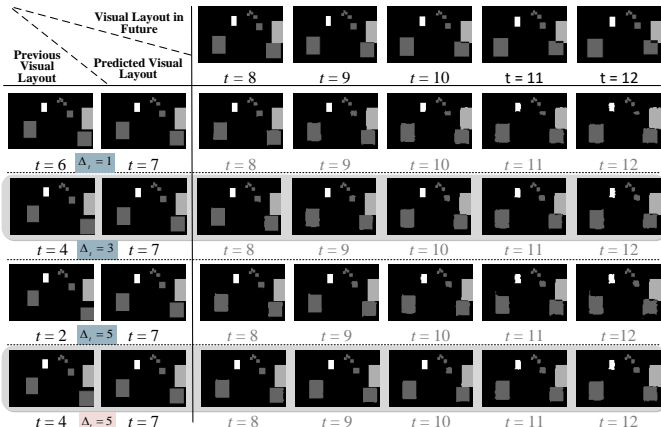 Visual Layout in
Future
Previous
Visual
Layout
Predicted Visual
Layout
t = 8 t = 9 t = 10 t = 11 t = 12
t = 6 Δt = 1 t = 7 t = 8 t = 9 t = 10 t = 11 t = 12
t = 4 Δt = 3 t = 7 t = 8 t = 9 t = 10 t = 11 t = 12
t = 2 Δt = 5 t = 7 t = 8 t = 9 t = 10 t = 11 t =12
t = 4 Δt = 5 t = 7 t = 8 t = 9 t = 10 t = 11 t = 12